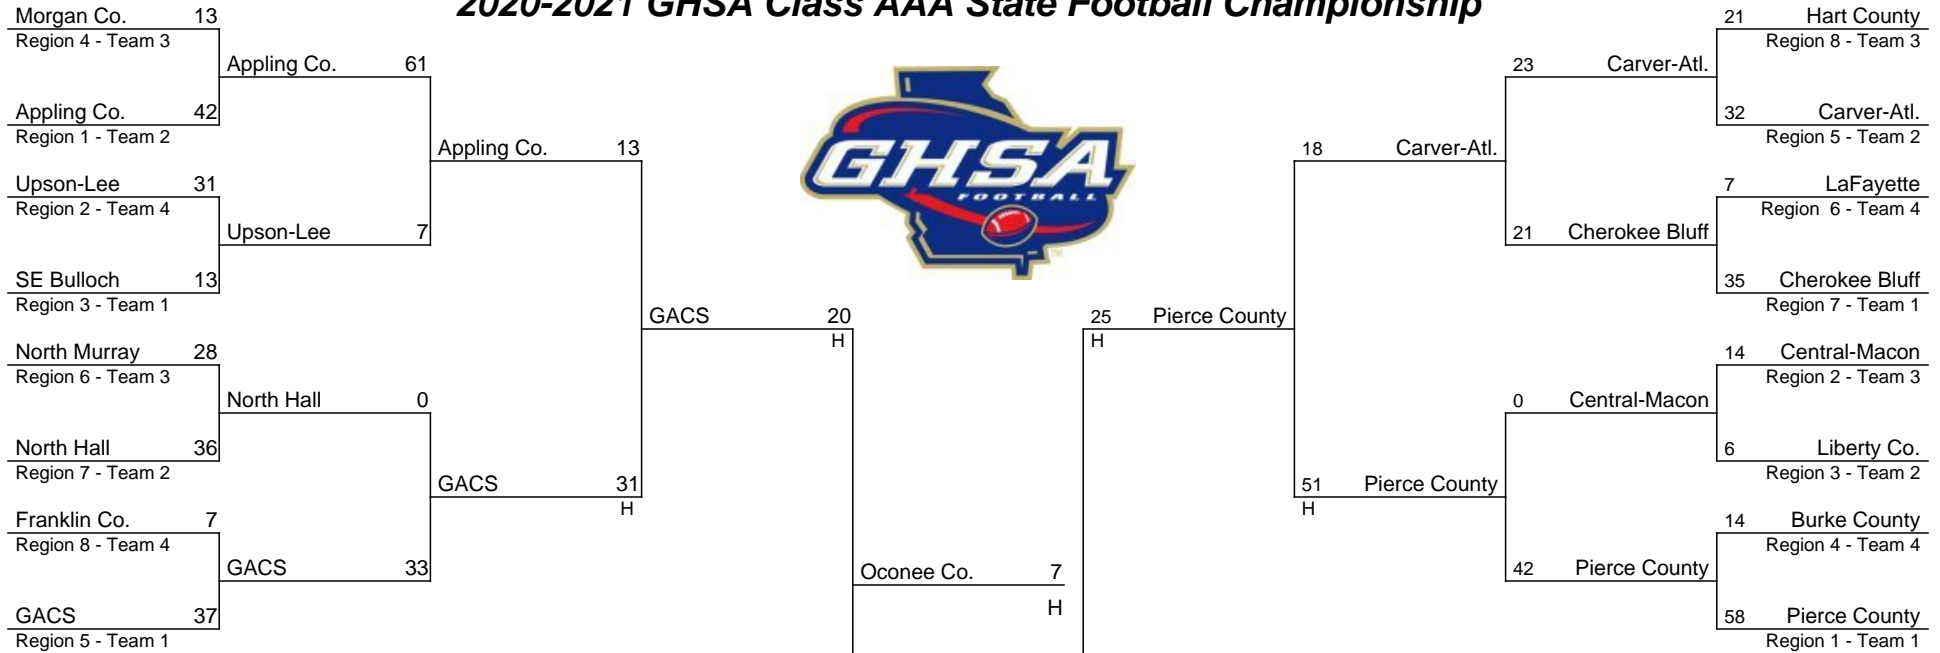 2020-2021 GHSA Class AAA State Football Championship
Morgan Co. 13
Region 4 - Team 3
Appling Co. 61
Appling Co. 42
Region 1 - Team 2
Appling Co. 13
Upson-Lee 31
Region 2 - Team 4
Upson-Lee 7
SE Bulloch 13
Region 3 - Team 1
GACS 20
H
North Murray 28
Region 6 - Team 3
North Hall 0
North Hall 36
Region 7 - Team 2
GACS 31
H
Franklin Co. 7
Region 8 - Team 4
GACS 33
GACS 37
Region 5 - Team 1
GHSA
FOOTBALL
TM
Oconee Co. 7
H
21 Hart County
Region 8 - Team 3
23 Carver-Atl.
32 Carver-Atl.
Region 5 - Team 2
18 Carver-Atl.
7 LaFayette
Region 6 - Team 4
21 Cherokee Bluff
35 Cherokee Bluff
Region 7 - Team 1
25 Pierce County
H
14 Central-Macon
Region 2 - Team 3
0 Central-Macon
6 Liberty Co.
Region 3 - Team 2
51 Pierce County
H
14 Burke County
Region 4 - Team 4
42 Pierce County
58 Pierce County
Region 1 - Team 1